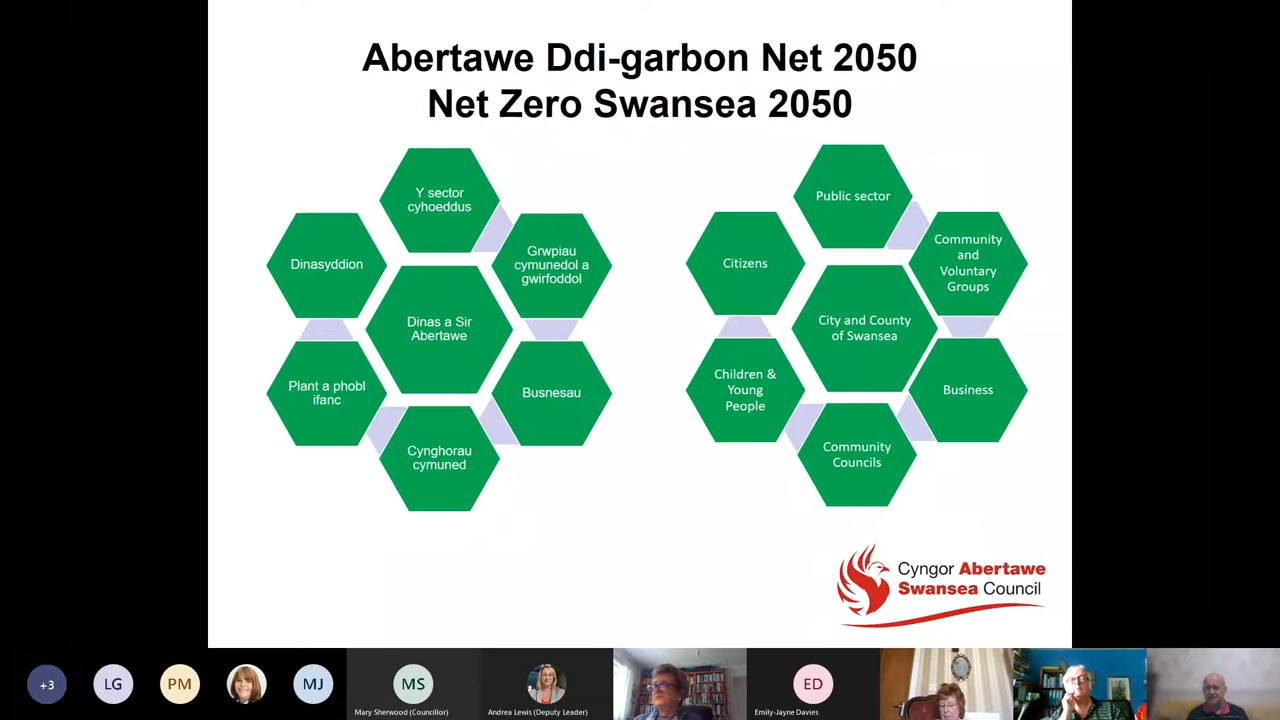 Abertawe Ddi-garbon Net 2050
Net Zero Swansea 2050
Y sector
cyhoeddus
Grwpiau
cymunedol a
gwirfoddol
Busnesau
Cynghorau
cymuned
Plant a phobl
ifanc
Dinasyddion
Dinas a Sir
Abertawe
Public sector
Community
and
Voluntary
Groups
Business
Community
Councils
Children &
Young
People
Citizens
City and County
of Swansea
Cyngor Abertawe
Swansea Council
+3
LG
PM
MJ
MS
Mary Sherwood (Councillor)
Andrea Lewis (Deputy Leader)
ED
Emily-Jayne Davies